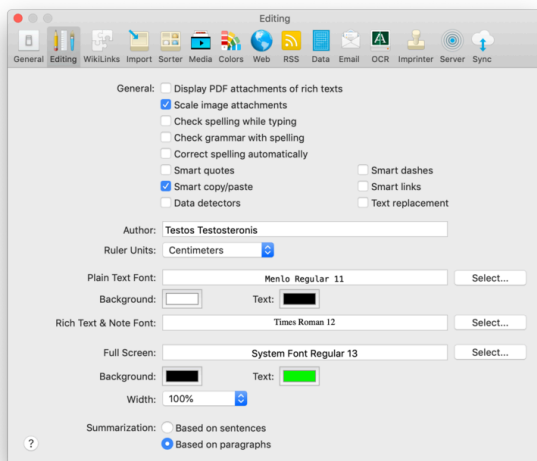 Editing
General Editing WikiLinks Import Sorter Media Colors Web RSS Data Email OCR Imprinter Server Sync
General: Display PDF attachments of rich texts
Scale image attachments
Check spelling while typing
Check grammar with spelling
Correct spelling automatically
Smart quotes Smart dashes
Smart copy/paste Smart links
Data detectors Text replacement
Author: Testos Testosteronis
Ruler Units: Centimeters
Plain Text Font: Menlo Regular 11 Select...
Background: Text:
Rich Text & Note Font: Times Roman 12 Select...
Full Screen: System Font Regular 13 Select...
Background: Text:
Width: 100%
Summarization: Based on sentences
? Based on paragraphs